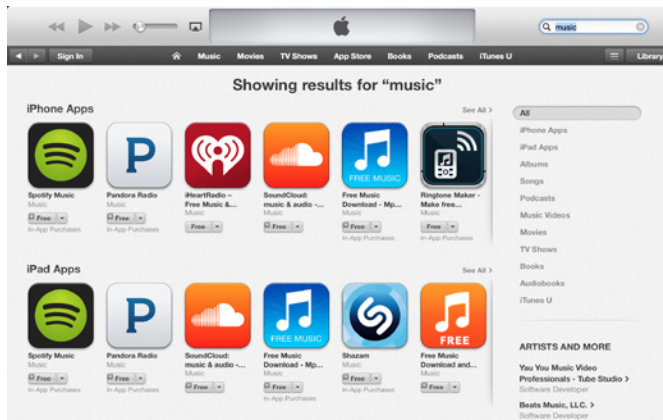 music
Sign In
Music Movies TV Shows App Store Books Podcasts iTunes U
Library
Showing results for “music”
iPhone Apps
See All >
P
FREE MUSIC
Spotify Music
Pandora Radio
iHeartRadio –
Free Music &...
SoundCloud:
music & audio -...
Free Music
Download - Mp...
Ringtone Maker -
Make free...
Music
Music
Music
Music
Music
Music
Free
Free
Free
Free
Free
Free
In-App Purchases
In-App Purchases
In-App Purchases
In-App Purchases
iPad Apps
See All >
P
FREE MUSIC
FREE
Spotify Music
Pandora Radio
SoundCloud:
music & audio -...
Free Music
Download - Mp...
Shazam
Free Music
Download and...
Music
Music
Music
Music
Music
Music
Free
Free
Free
Free
Free
Free
In-App Purchases
In-App Purchases
In-App Purchases
All
iPhone Apps
iPad Apps
Albums
Songs
Podcasts
Music Videos
Movies
TV Shows
Books
Audiobooks
iTunes U
ARTISTS AND MORE
Yau You Music Video
Professionals - Tube Studio >
Software Developer
Beats Music, LLC. >
Software Developer